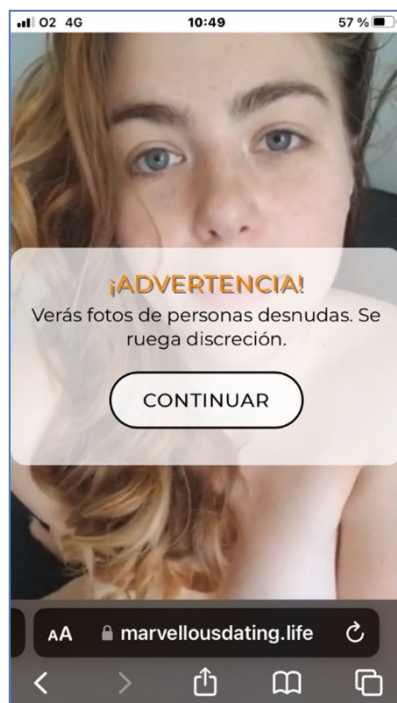 O2 4G 10:49 57 %
¡ADVERTENCIA!
Verás fotos de personas desnudas. Se
ruega discreción.
CONTINUAR
AA marvellousdating.life